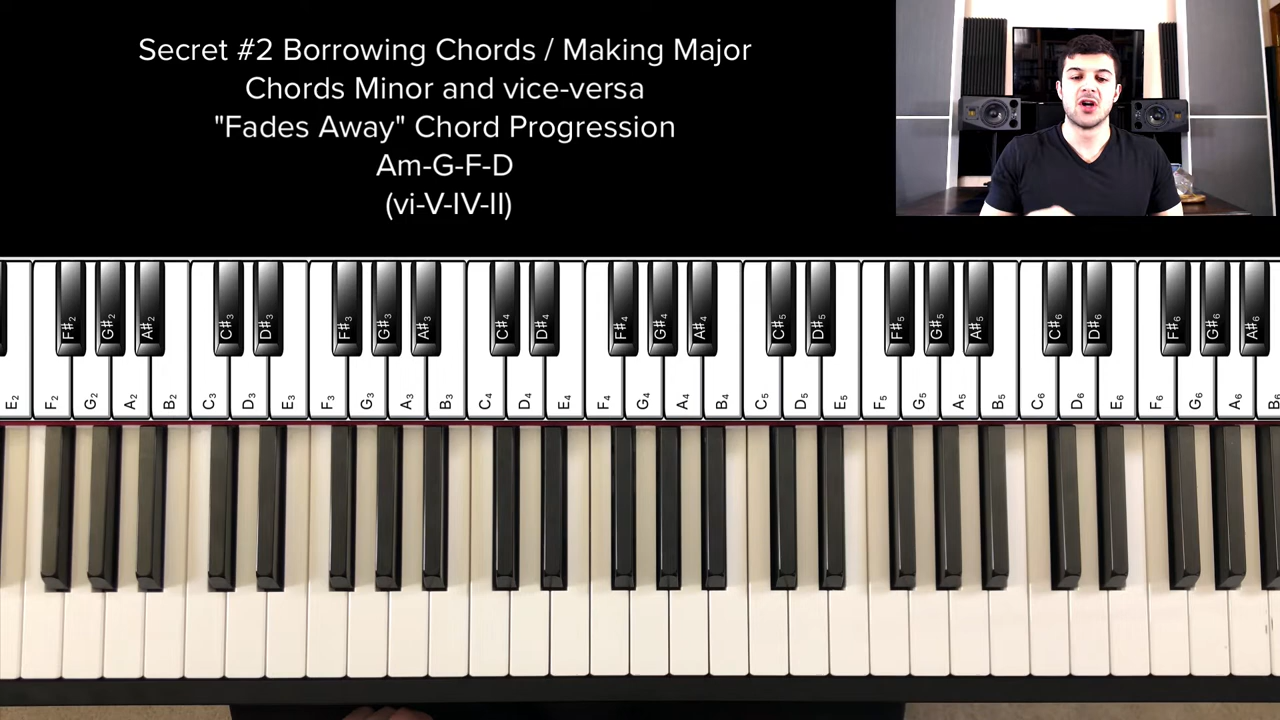 Secret #2 Borrowing Chords / Making Major
Chords Minor and vice-versa
"Fades Away" Chord Progression
Am-G-F-D
(vi-V-IV-II)
F#2 G#2 A#2 C#3 D#3 F#3 G#3 A#3 C#4 D#4 F#4 G#4 A#4 C#5 D#5 F#5 G#5 A#5 C#6 D#6 F#6 G#6 A#6
E2 F2 G2 A2 B2 C3 D3 E3 F3 G3 A3 B3 C4 D4 E4 F4 G4 A4 B4 C5 D5 E5 F5 G5 A5 B5 C6 D6 E6 F6 G6 A6 B6